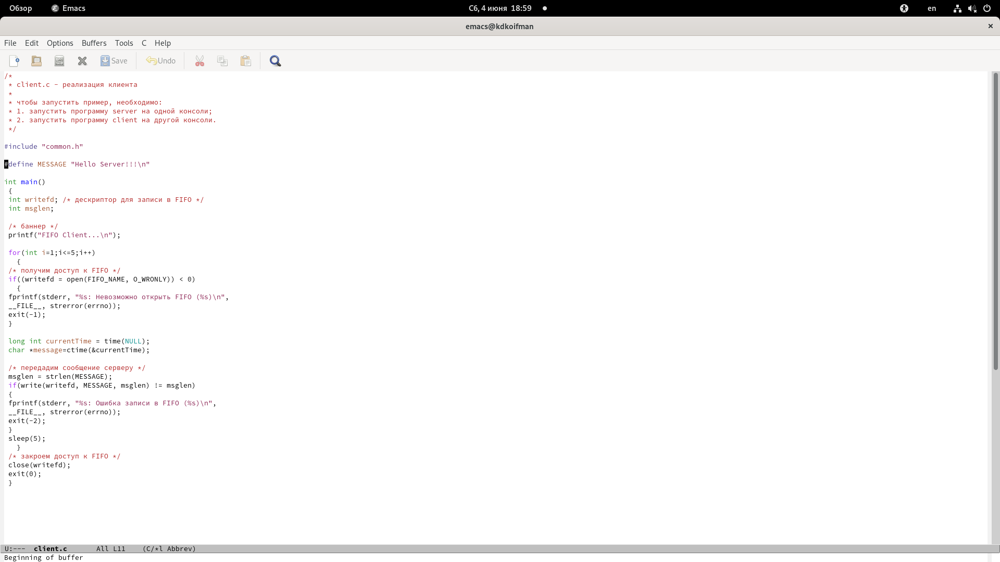 Обзор Emacs Сб, 4 июня 18:59 en
emacs@kdkoifman
File Edit Options Buffers Tools C Help
Save Undo
/*
 * client.c - реализация клиента
 *
 * чтобы запустить пример, необходимо:
 * 1. запустить программу server на одной консоли;
 * 2. запустить программу client на другой консоли.
 */
#include "common.h"
#define MESSAGE "Hello Server!!!\n"
int main()
 {
 int writefd; /* дескриптор для записи в FIFO */
 int msglen;
 /* баннер */
 printf("FIFO Client...\n");
 for(int i=1;i<=5;i++)
   {
 /* получим доступ к FIFO */
 if((writefd = open(FIFO_NAME, O_WRONLY)) < 0)
   {
 fprintf(stderr, "%s: Невозможно открыть FIFO (%s)\n",
 __FILE__, strerror(errno));
 exit(-1);
 }
 long int currentTime = time(NULL);
 char *message=ctime(&currentTime);
 /* передадим сообщение серверу */
 msglen = strlen(MESSAGE);
 if(write(writefd, MESSAGE, msglen) != msglen)
 {
 fprintf(stderr, "%s: Ошибка записи в FIFO (%s)\n",
 __FILE__, strerror(errno));
 exit(-2);
 }
 sleep(5);
   }
 /* закроем доступ к FIFO */
 close(writefd);
 exit(0);
 }
U:--- client.c All L11 (C/*l Abbrev)
Beginning of buffer